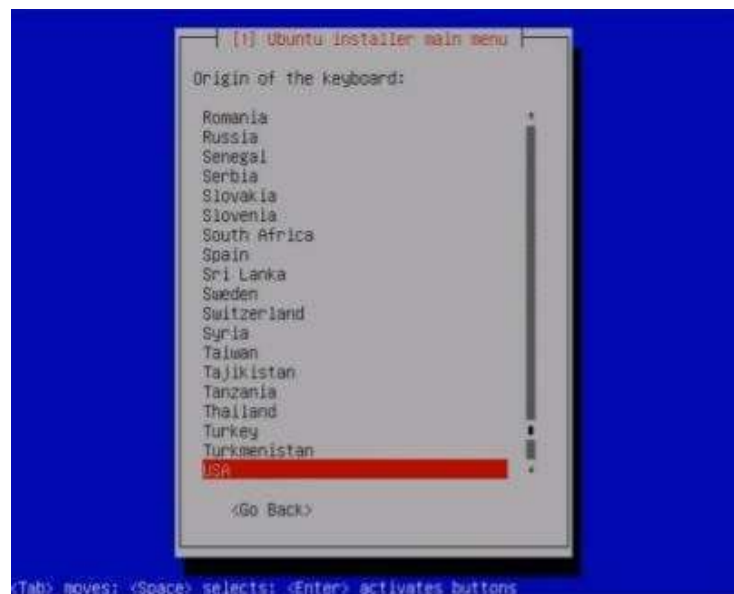 [!] Ubuntu installer main menu
Origin of the keyboard:
Romania
Russia
Senegal
Serbia
Slovakia
Slovenia
South Africa
Spain
Sri Lanka
Sweden
Switzerland
Syria
Taiwan
Tajikistan
Tanzania
Thailand
Turkey
Turkmenistan
USA
<Go Back>
<Tab> moves; <Space> selects; <Enter> activates buttons